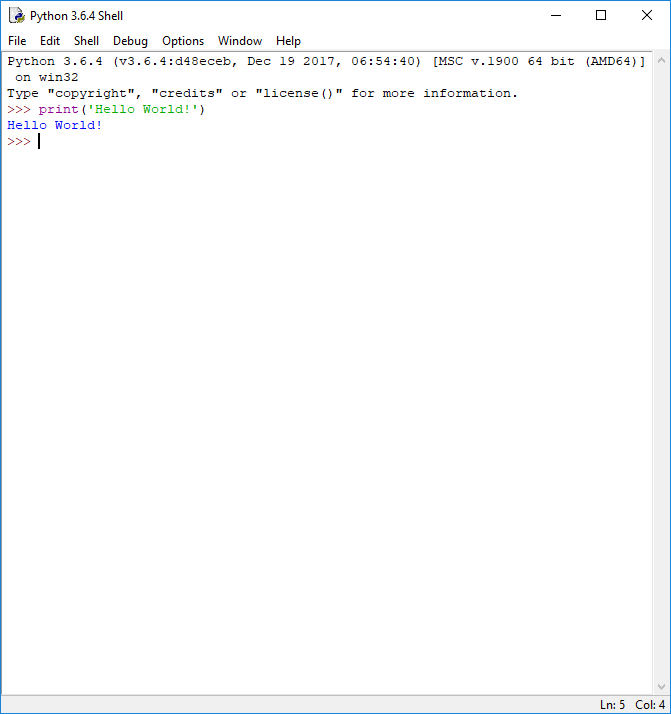 Python 3.6.4 Shell
File Edit Shell Debug Options Window Help
Python 3.6.4 (v3.6.4:d48eceb, Dec 19 2017, 06:54:40) [MSC v.1900 64 bit (AMD64)]
 on win32
Type "copyright", "credits" or "license()" for more information.
>>> print('Hello World!')
Hello World!
>>>
Ln: 5 Col: 4